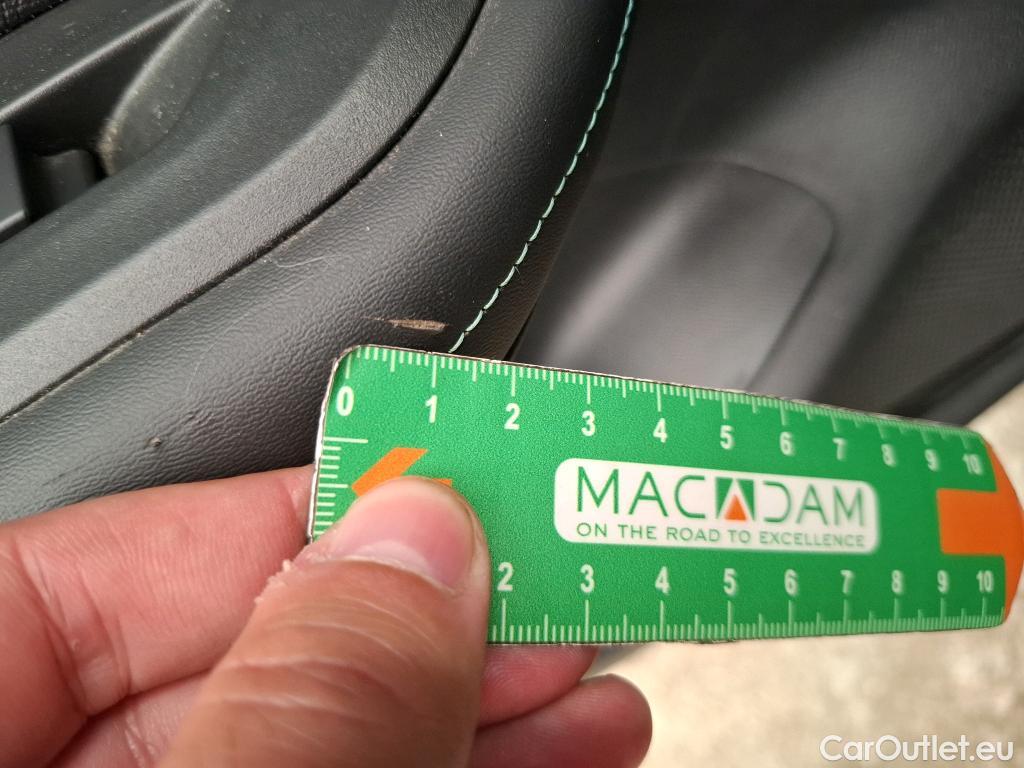 0 1 2 3 4 5 6 7 8 9 10
MACADAM
ON THE ROAD TO EXCELLENCE
2 3 4 5 6 7 8 9 10
CarOutlet.eu